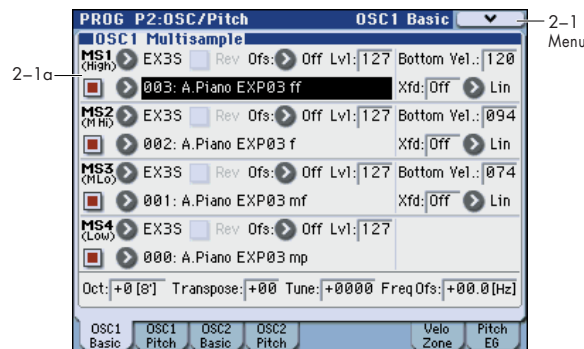 PROG P2:OSC/Pitch OSC1 Basic
2–1
Menu
OSC1 Multisample
2–1a
MS1 (High) EX3S Rev Ofs: Off Lvl: 127 Bottom Vel.: 120
003: A.Piano EXP03 ff Xfd: Off Lin
MS2 (M Hi) EX3S Rev Ofs: Off Lvl: 127 Bottom Vel.: 094
002: A.Piano EXP03 f Xfd: Off Lin
MS3 (MLo) EX3S Rev Ofs: Off Lvl: 127 Bottom Vel.: 074
001: A.Piano EXP03 mf Xfd: Off Lin
MS4 (Low) EX3S Rev Ofs: Off Lvl: 127
000: A.Piano EXP03 mp
Oct: +0 [8'] Transpose: +00 Tune: +0000 Freq Ofs: +00.0 [Hz]
OSC1 Basic OSC1 Pitch OSC2 Basic OSC2 Pitch Velo Zone Pitch EG